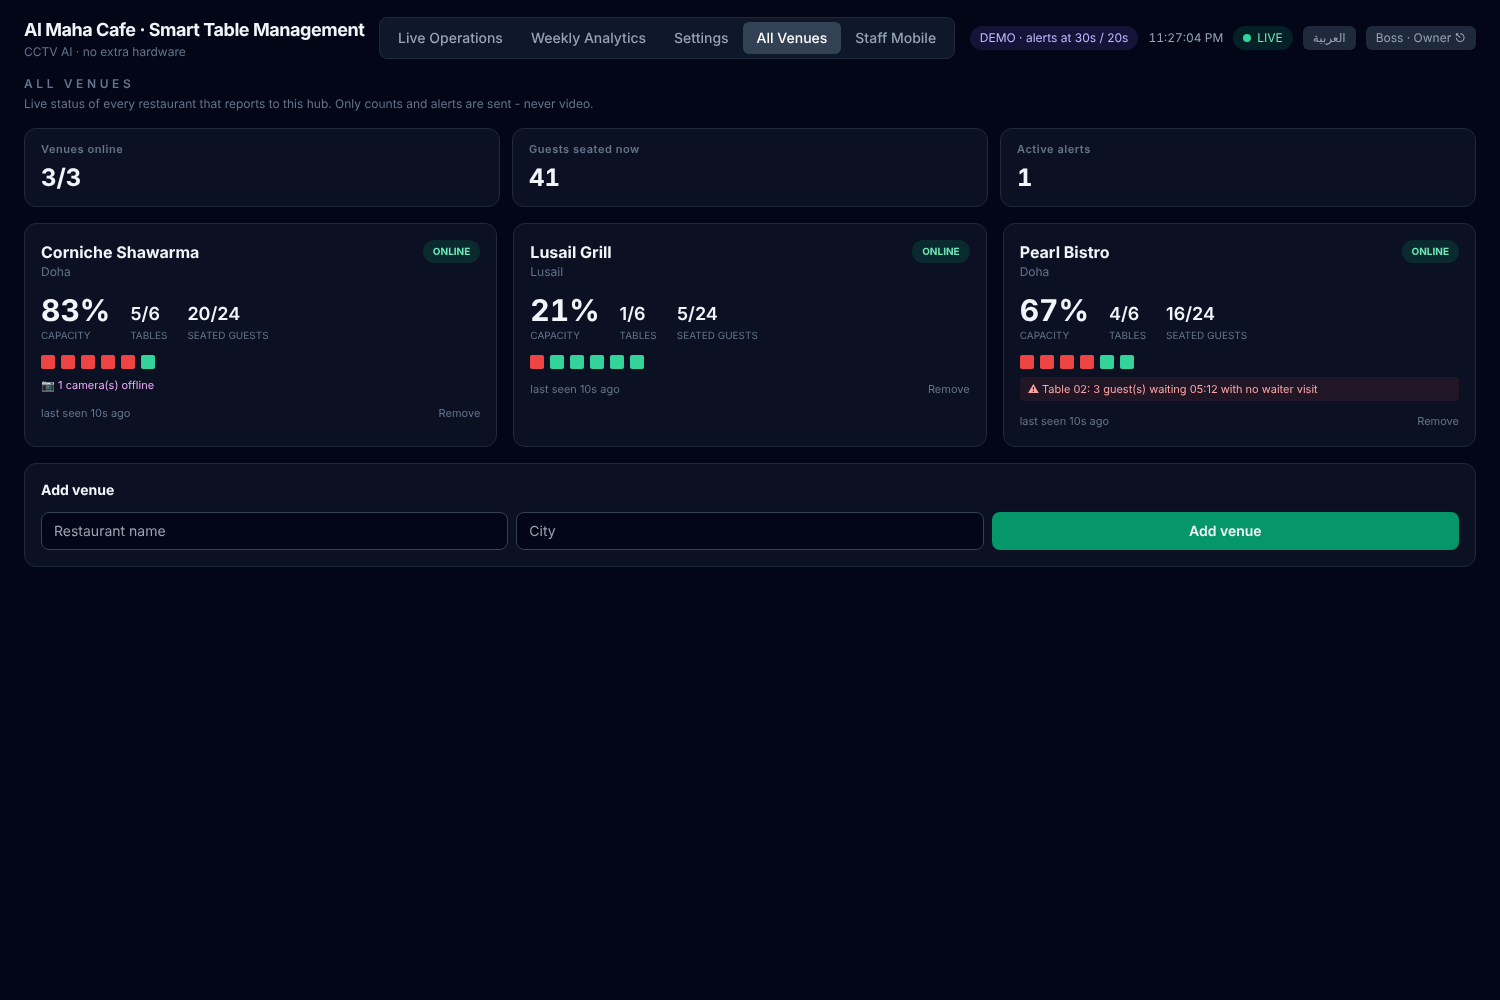 Al Maha Cafe · Smart Table Management
CCTV AI · no extra hardware
Live Operations
Weekly Analytics
Settings
All Venues
Staff Mobile
DEMO · alerts at 30s / 20s
11:27:04 PM
LIVE
العربية
Boss · Owner
ALL VENUES
Live status of every restaurant that reports to this hub. Only counts and alerts are sent - never video.
Venues online
3/3
Guests seated now
41
Active alerts
1
Corniche Shawarma
ONLINE
Doha
83%
CAPACITY
5/6
TABLES
20/24
SEATED GUESTS
1 camera(s) offline
last seen 10s ago
Remove
Lusail Grill
ONLINE
Lusail
21%
CAPACITY
1/6
TABLES
5/24
SEATED GUESTS
last seen 10s ago
Remove
Pearl Bistro
ONLINE
Doha
67%
CAPACITY
4/6
TABLES
16/24
SEATED GUESTS
Table 02: 3 guest(s) waiting 05:12 with no waiter visit
last seen 10s ago
Remove
Add venue
Restaurant name
City
Add venue